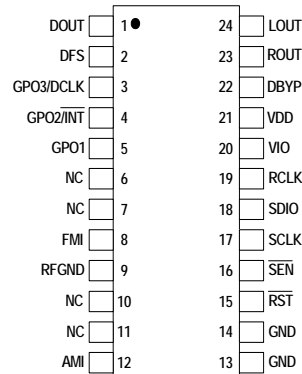 DOUT 1 24 LOUT
DFS 2 23 ROUT
GPO3/DCLK 3 22 DBYP
GPO2/INT 4 21 VDD
GPO1 5 20 VIO
NC 6 19 RCLK
NC 7 18 SDIO
FMI 8 17 SCLK
RFGND 9 16 SEN
NC 10 15 RST
NC 11 14 GND
AMI 12 13 GND